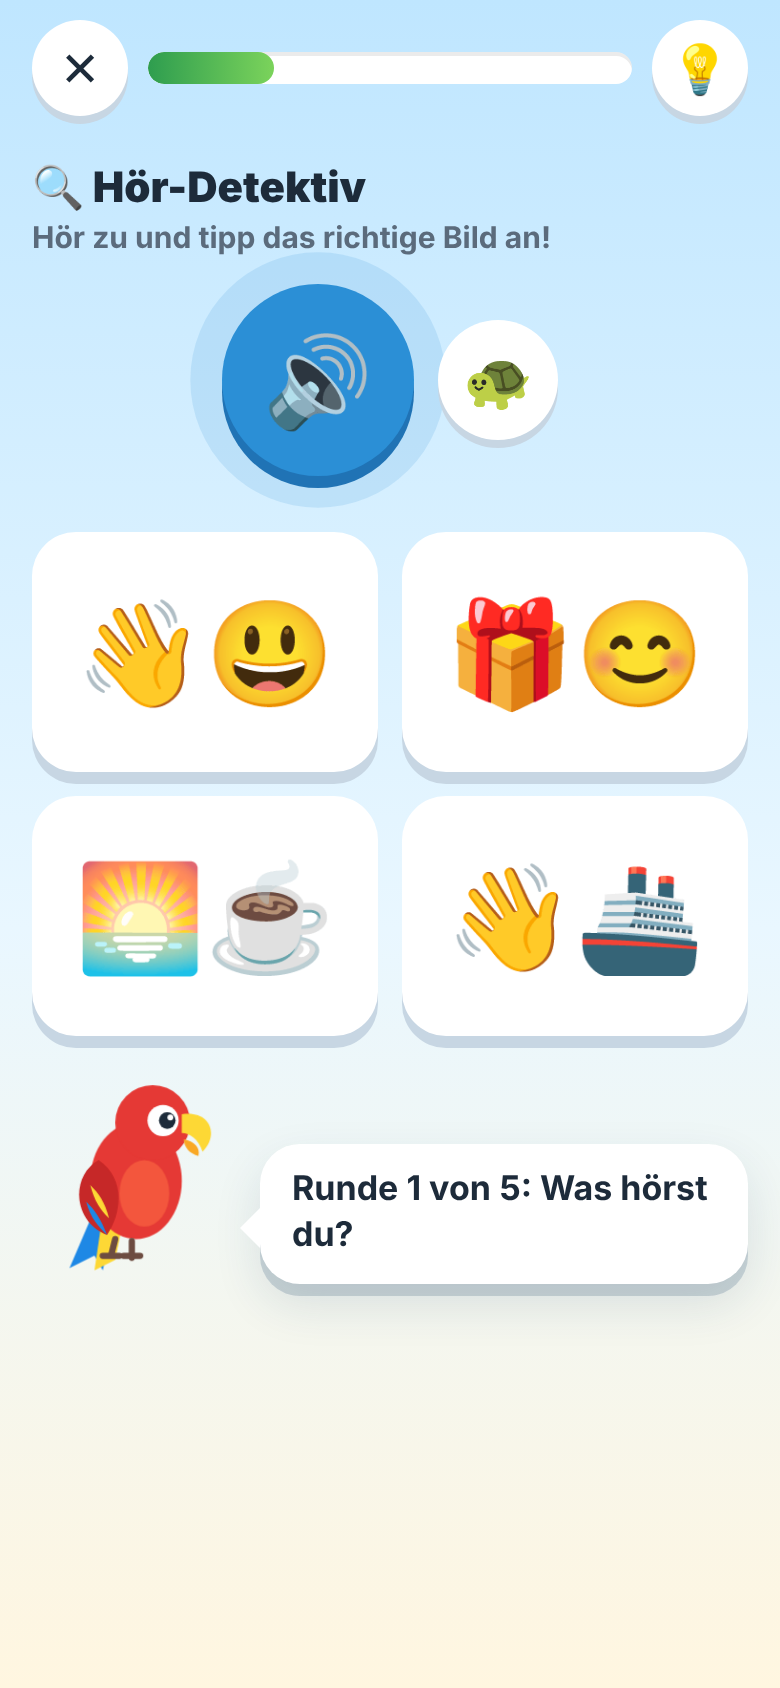 Hör-Detektiv
Hör zu und tipp das richtige Bild an!
Runde 1 von 5: Was hörst
du?